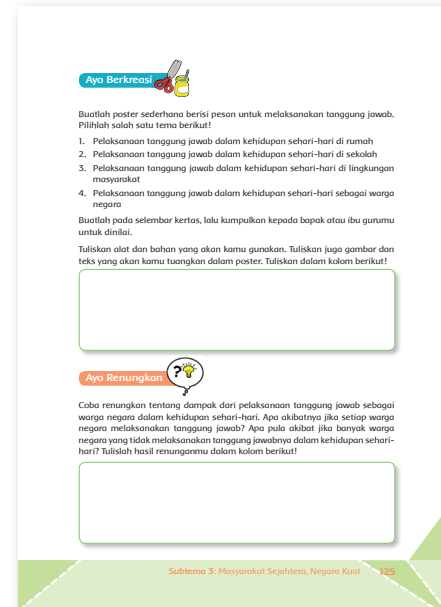 Ayo Berkreasi
Buatlah poster sederhana berisi pesan untuk melaksanakan tanggung jawab.
Pilihlah salah satu tema berikut!
1. Pelaksanaan tanggung jawab dalam kehidupan sehari-hari di rumah
2. Pelaksanaan tanggung jawab dalam kehidupan sehari-hari di sekolah
3. Pelaksanaan tanggung jawab dalam kehidupan sehari-hari di lingkungan
masyarakat
4. Pelaksanaan tanggung jawab dalam kehidupan sehari-hari sebagai warga
negara
Buatlah pada selembar kertas, lalu kumpulkan kepada bapak atau ibu gurumu
untuk dinilai.
Tuliskan alat dan bahan yang akan kamu gunakan. Tuliskan juga gambar dan
teks yang akan kamu tuangkan dalam poster. Tuliskan dalam kolom berikut!
Ayo Renungkan
?
Coba renungkan tentang dampak dari pelaksanaan tanggung jawab sebagai
warga negara dalam kehidupan sehari-hari. Apa akibatnya jika setiap warga
negara melaksanakan tanggung jawab? Apa pula akibat jika banyak warga
negara yang tidak melaksanakan tanggung jawabnya dalam kehidupan sehari-
hari? Tulislah hasil renunganmu dalam kolom berikut!
Subtema 3: Masyarakat Sejahtera, Negara Kuat 125